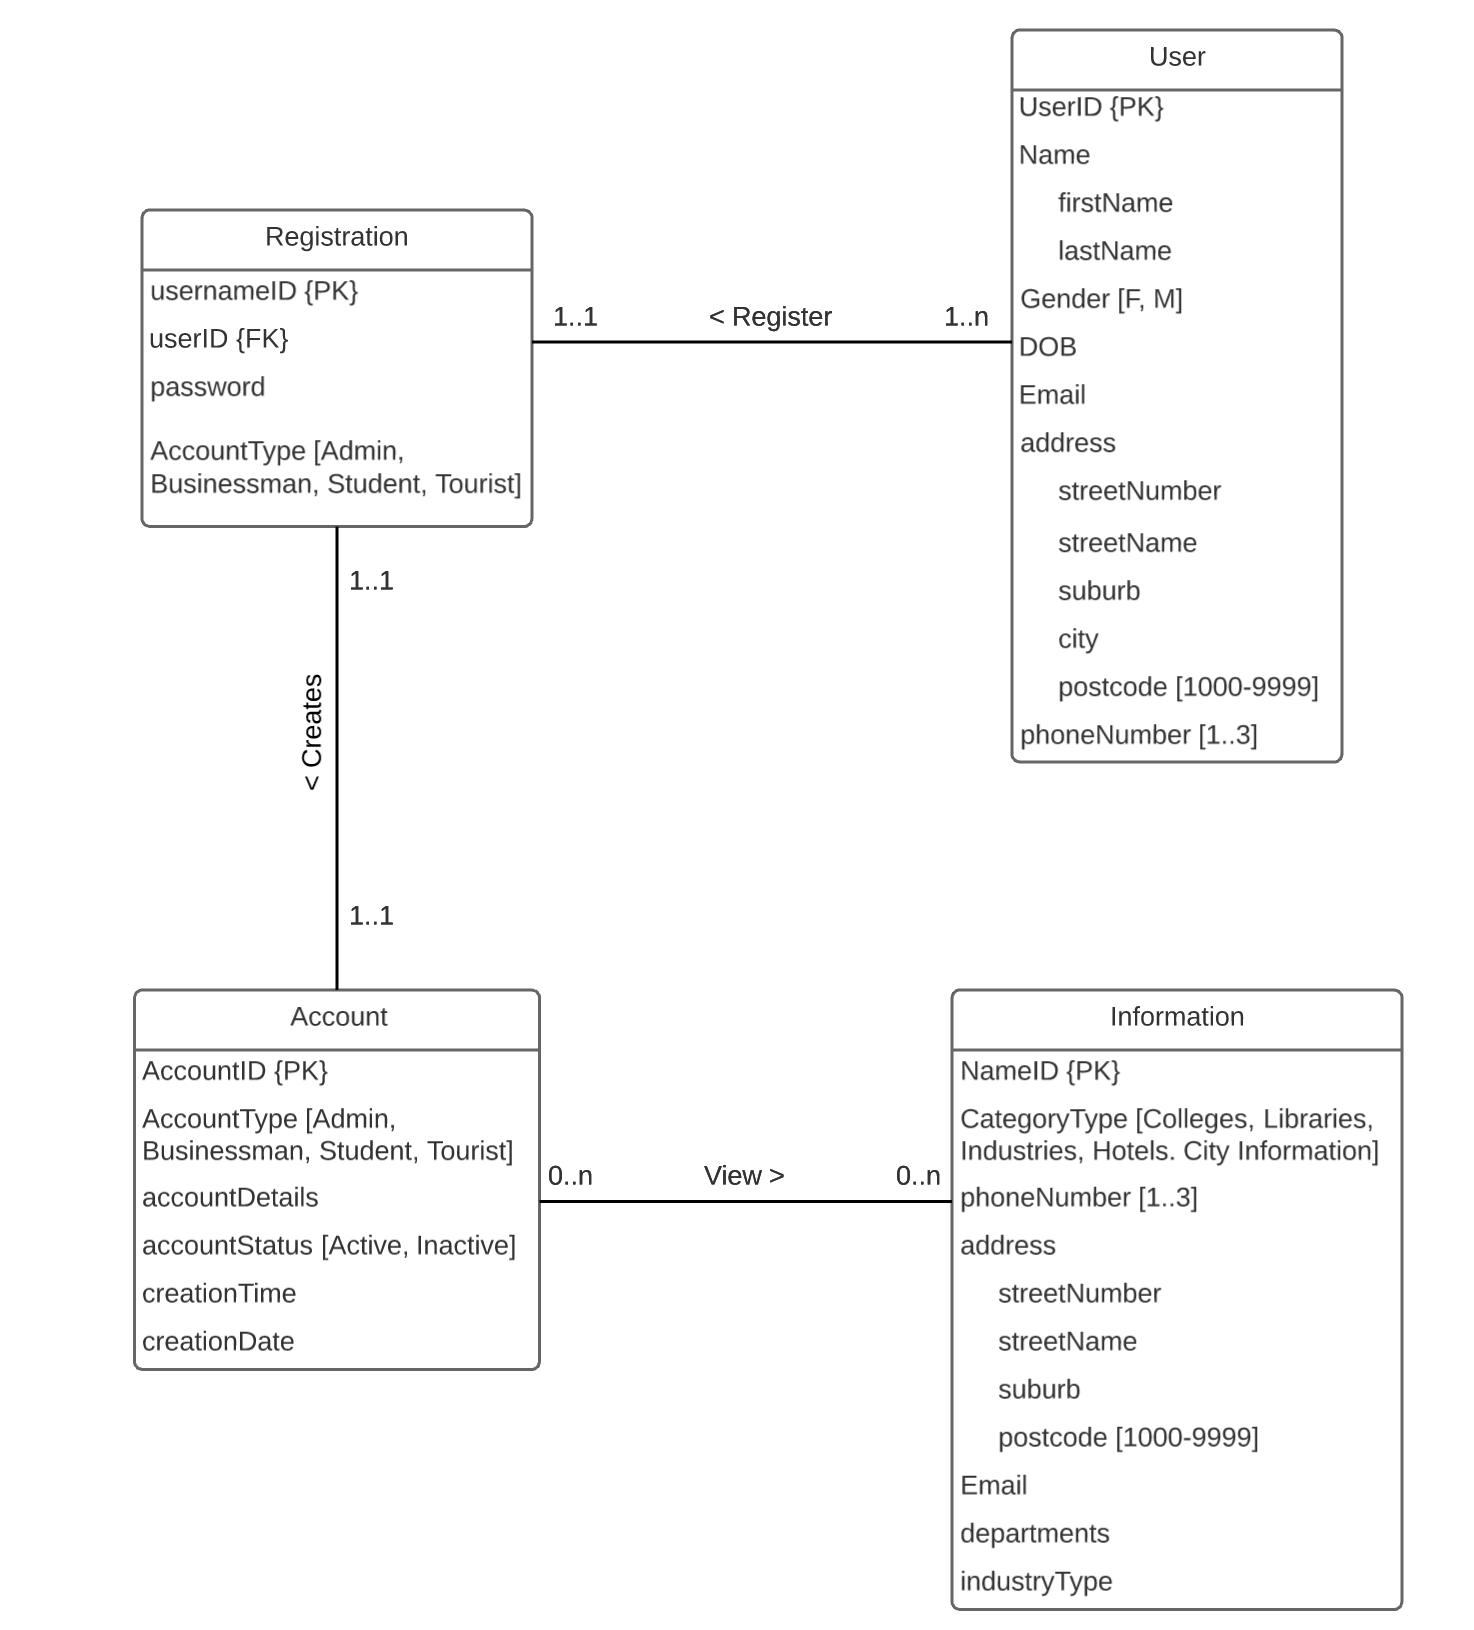 User
UserID {PK}
Name
firstName
lastName
Gender [F, M]
DOB
Email
address
streetNumber
streetName
suburb
city
postcode [1000-9999]
phoneNumber [1..3]
Registration
usernameID {PK}
userID {FK}
password
AccountType [Admin,
Businessman, Student, Tourist]
1..1
< Register
1..n
1..1
< Creates
1..1
Account
AccountID {PK}
AccountType [Admin,
Businessman, Student, Tourist]
accountDetails
accountStatus [Active, Inactive]
creationTime
creationDate
0..n
View >
0..n
Information
NameID {PK}
CategoryType [Colleges, Libraries,
Industries, Hotels. City Information]
phoneNumber [1..3]
address
streetNumber
streetName
suburb
postcode [1000-9999]
Email
departments
industryType